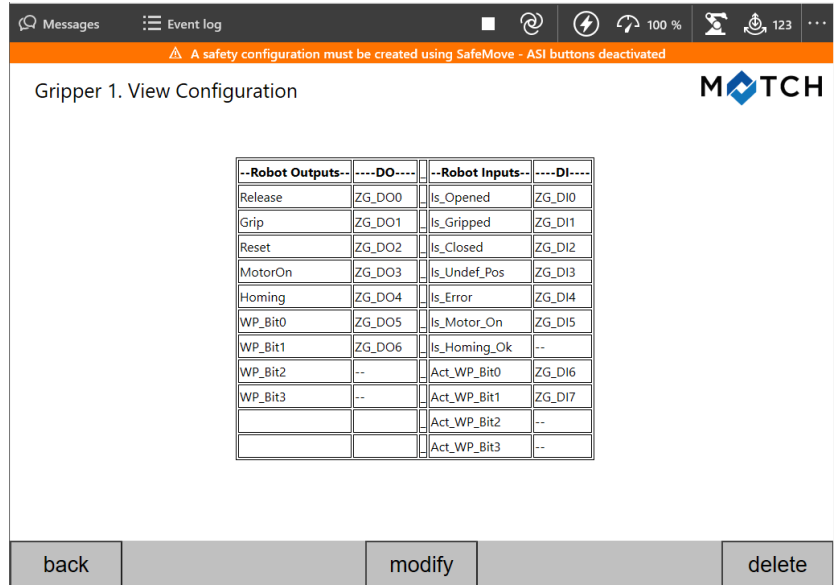 Messages Event log 100 % 123 ...
A safety configuration must be created using SafeMove - ASI buttons deactivated
Gripper 1. View Configuration
MATCH
--Robot Outputs-- ----DO---- _ --Robot Inputs-- ----DI----
Release ZG_DO0 _ Is_Opened ZG_DI0
Grip ZG_DO1 _ Is_Gripped ZG_DI1
Reset ZG_DO2 _ Is_Closed ZG_DI2
MotorOn ZG_DO3 _ Is_Undef_Pos ZG_DI3
Homing ZG_DO4 _ Is_Error ZG_DI4
WP_Bit0 ZG_DO5 _ Is_Motor_On ZG_DI5
WP_Bit1 ZG_DO6 _ Is_Homing_Ok --
WP_Bit2 -- _ Act_WP_Bit0 ZG_DI6
WP_Bit3 -- _ Act_WP_Bit1 ZG_DI7
_ Act_WP_Bit2 --
_ Act_WP_Bit3 --
back modify delete